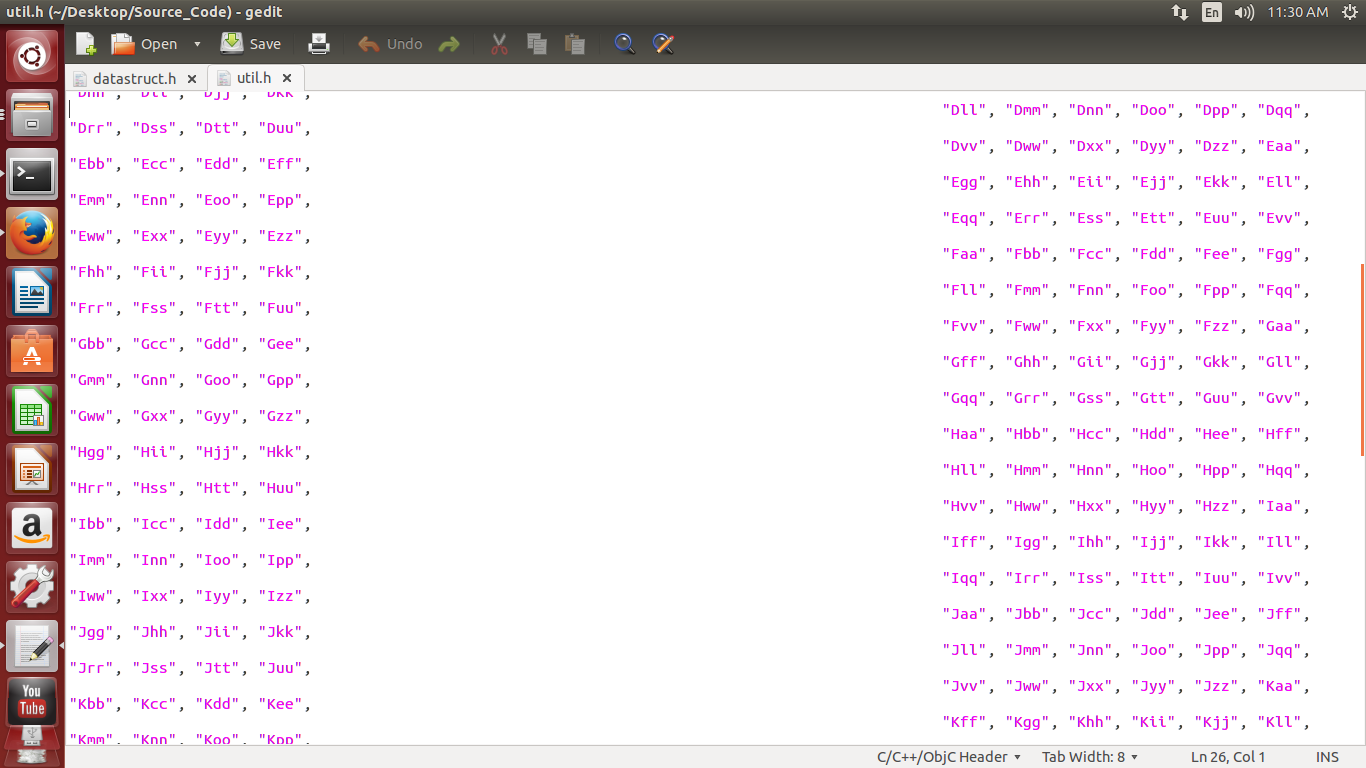 util.h (~/Desktop/Source_Code) - gedit
En
11:30 AM
Open
Save
Undo
datastruct.h
util.h
"Dhh", "Dii", "Djj", "Dkk",
"Dll", "Dmm", "Dnn", "Doo", "Dpp", "Dqq",
"Drr", "Dss", "Dtt", "Duu",
"Dvv", "Dww", "Dxx", "Dyy", "Dzz", "Eaa",
"Ebb", "Ecc", "Edd", "Eff",
"Egg", "Ehh", "Eii", "Ejj", "Ekk", "Ell",
"Emm", "Enn", "Eoo", "Epp",
"Eqq", "Err", "Ess", "Ett", "Euu", "Evv",
"Eww", "Exx", "Eyy", "Ezz",
"Faa", "Fbb", "Fcc", "Fdd", "Fee", "Fgg",
"Fhh", "Fii", "Fjj", "Fkk",
"Fll", "Fmm", "Fnn", "Foo", "Fpp", "Fqq",
"Frr", "Fss", "Ftt", "Fuu",
"Fvv", "Fww", "Fxx", "Fyy", "Fzz", "Gaa",
"Gbb", "Gcc", "Gdd", "Gee",
"Gff", "Ghh", "Gii", "Gjj", "Gkk", "Gll",
"Gmm", "Gnn", "Goo", "Gpp",
"Gqq", "Grr", "Gss", "Gtt", "Guu", "Gvv",
"Gww", "Gxx", "Gyy", "Gzz",
"Haa", "Hbb", "Hcc", "Hdd", "Hee", "Hff",
"Hgg", "Hii", "Hjj", "Hkk",
"Hll", "Hmm", "Hnn", "Hoo", "Hpp", "Hqq",
"Hrr", "Hss", "Htt", "Huu",
"Hvv", "Hww", "Hxx", "Hyy", "Hzz", "Iaa",
"Ibb", "Icc", "Idd", "Iee",
"Iff", "Igg", "Ihh", "Ijj", "Ikk", "Ill",
"Imm", "Inn", "Ioo", "Ipp",
"Iqq", "Irr", "Iss", "Itt", "Iuu", "Ivv",
"Iww", "Ixx", "Iyy", "Izz",
"Jaa", "Jbb", "Jcc", "Jdd", "Jee", "Jff",
"Jgg", "Jhh", "Jii", "Jkk",
"Jll", "Jmm", "Jnn", "Joo", "Jpp", "Jqq",
"Jrr", "Jss", "Jtt", "Juu",
"Jvv", "Jww", "Jxx", "Jyy", "Jzz", "Kaa",
"Kbb", "Kcc", "Kdd", "Kee",
"Kff", "Kgg", "Khh", "Kii", "Kjj", "Kll",
"Kmm", "Knn", "Koo", "Kpp",
You
Tube
C/C++/ObjC Header
Tab Width: 8
Ln 26, Col 1
INS